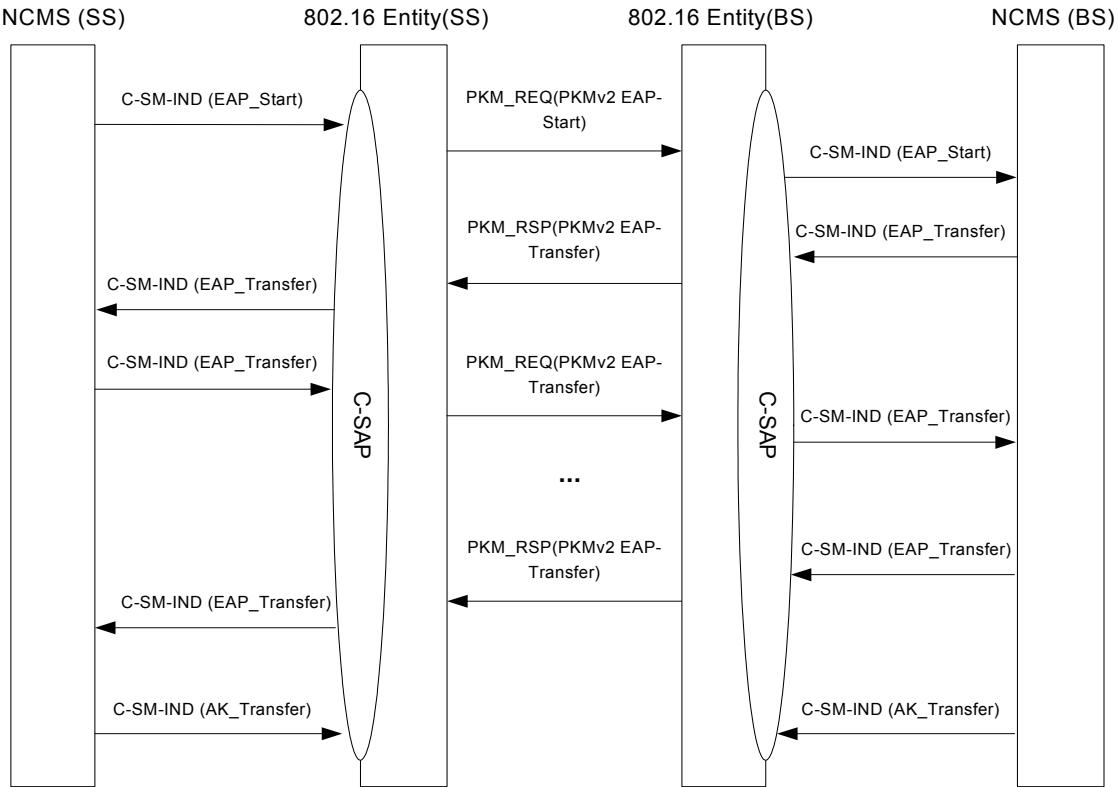 NCMS (SS)
802.16 Entity(SS)
802.16 Entity(BS)
NCMS (BS)
C-SM-IND (EAP_Start)
PKM_REQ(PKMv2 EAP-
Start)
C-SM-IND (EAP_Start)
PKM_RSP(PKMv2 EAP-
Transfer)
C-SM-IND (EAP_Transfer)
C-SM-IND (EAP_Transfer)
C-SM-IND (EAP_Transfer)
PKM_REQ(PKMv2 EAP-
Transfer)
C-SAP
C-SAP
C-SM-IND (EAP_Transfer)
...
PKM_RSP(PKMv2 EAP-
Transfer)
C-SM-IND (EAP_Transfer)
C-SM-IND (EAP_Transfer)
C-SM-IND (AK_Transfer)
C-SM-IND (AK_Transfer)